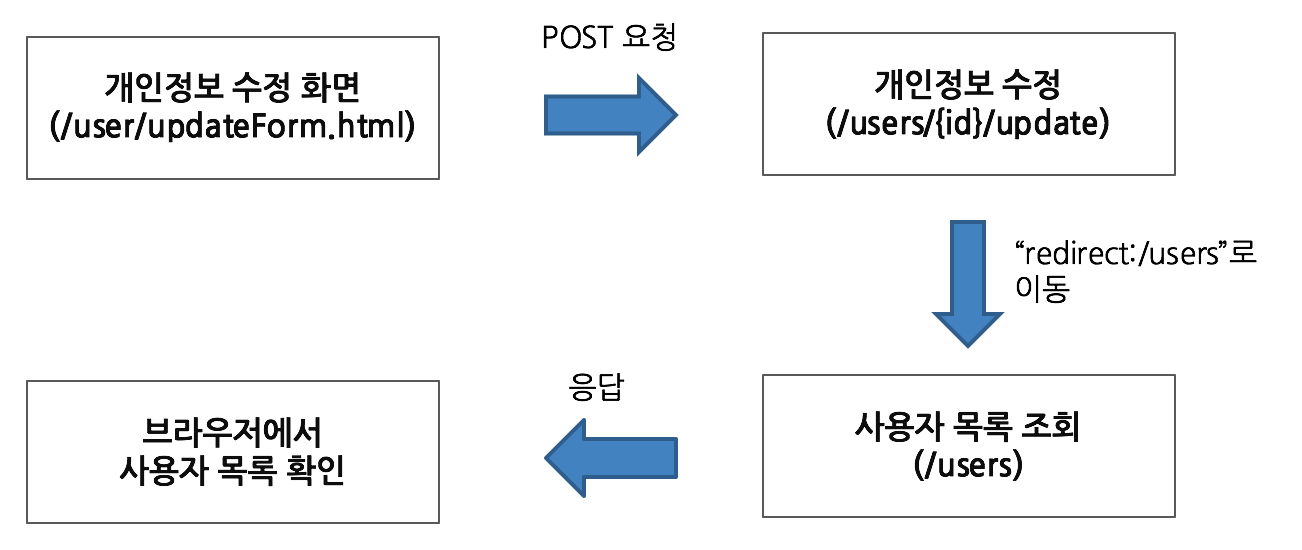 개인정보 수정 화면
(/user/updateForm.html)
POST 요청
개인정보 수정
(/users/{id}/update)
“redirect:/users”로
이동
사용자 목록 조회
(/users)
응답
브라우저에서
사용자 목록 확인